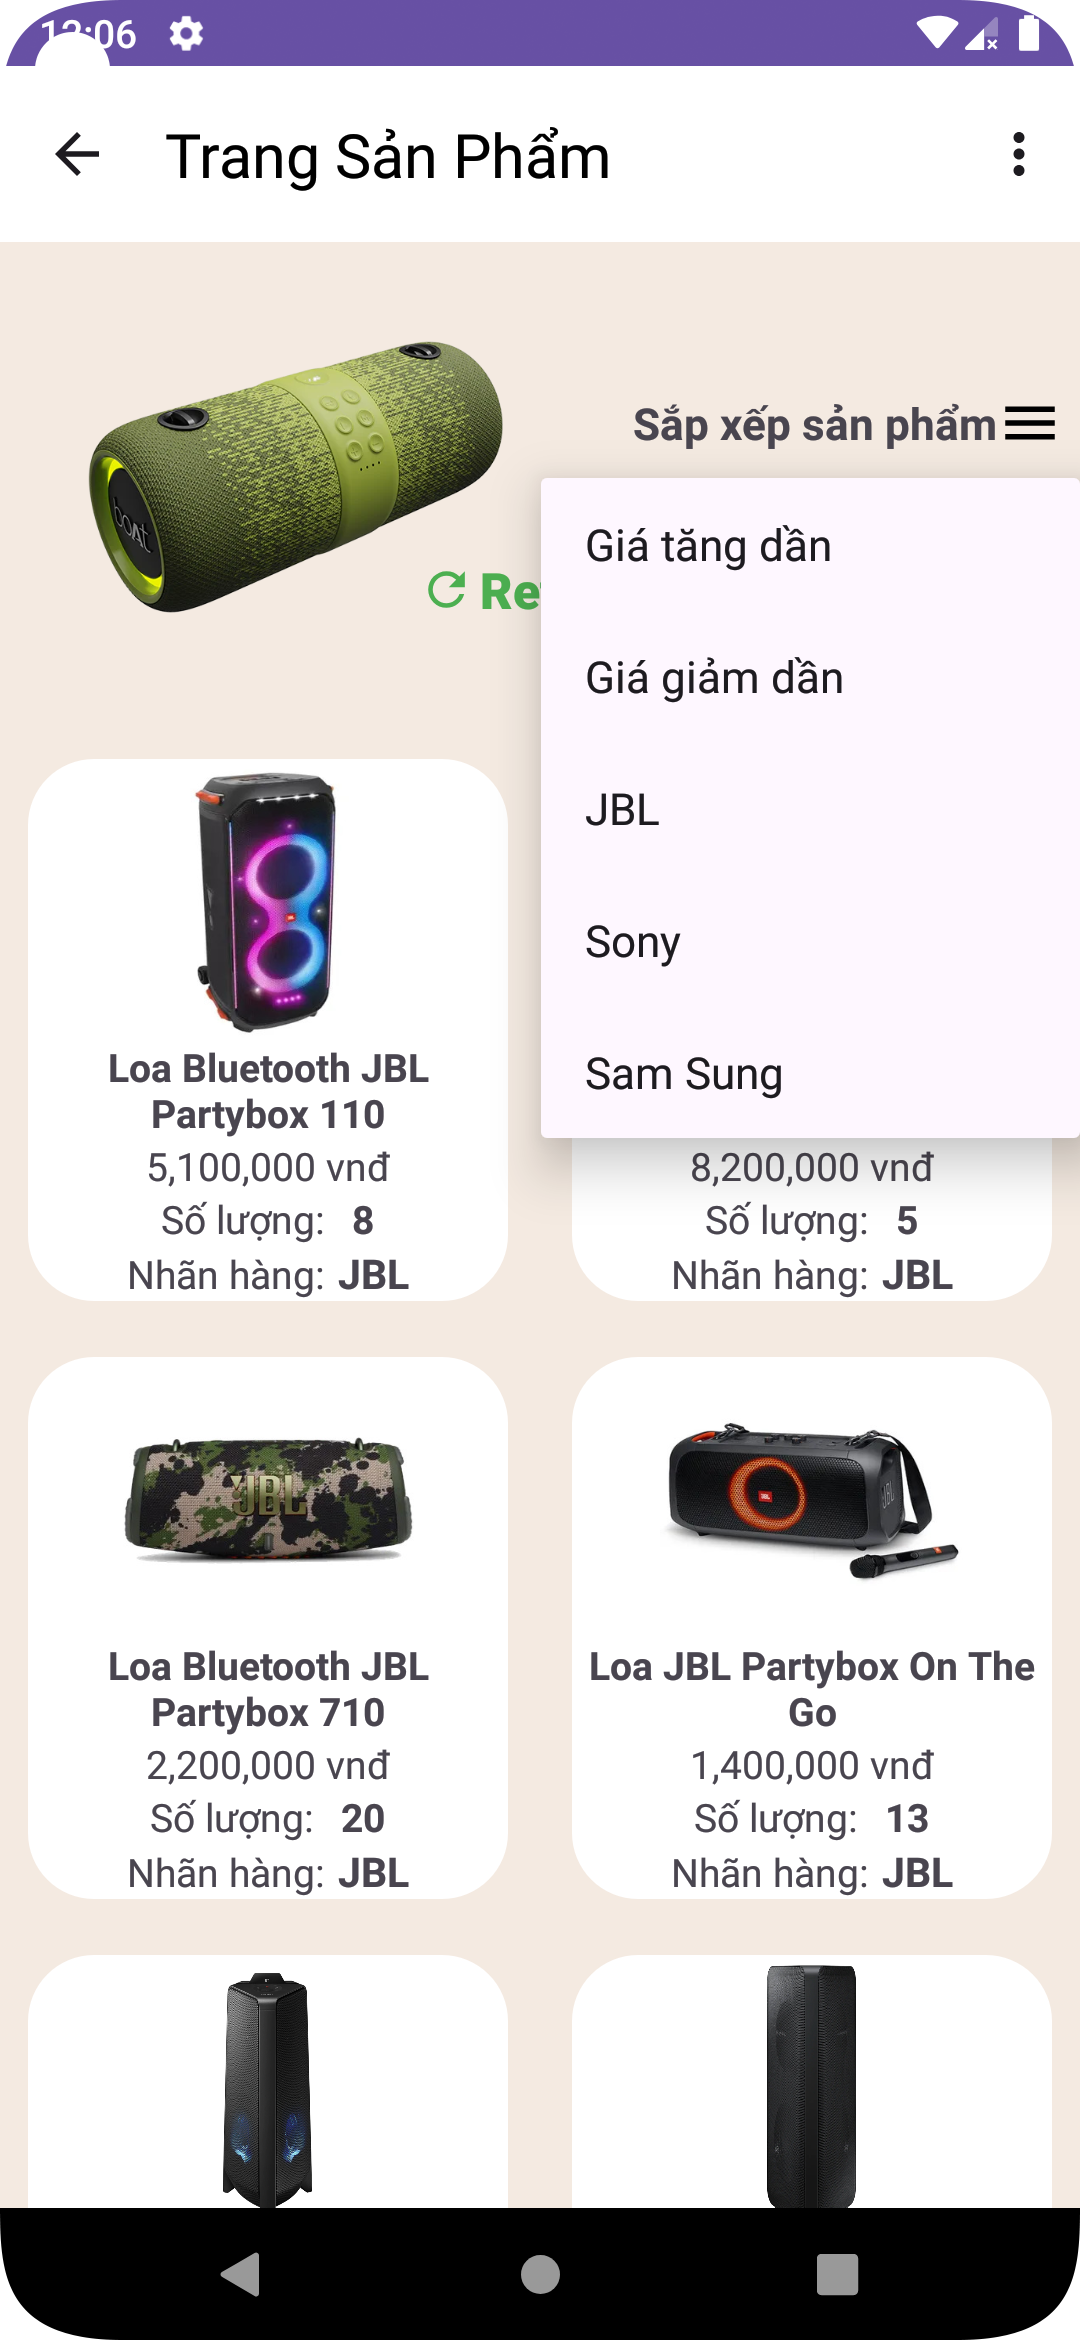 12:06
Trang Sản Phẩm
boAt
Sắp xếp sản phẩm
Giá tăng dần
Giá giảm dần
JBL
Sony
Sam Sung
Loa Bluetooth JBL
Partybox 110
5,100,000 vnđ
Số lượng: 8
Nhãn hàng: JBL
8,200,000 vnđ
Số lượng: 5
Nhãn hàng: JBL
JBL
Loa Bluetooth JBL
Partybox 710
2,200,000 vnđ
Số lượng: 20
Nhãn hàng: JBL
JBL
Loa JBL Partybox On The
Go
1,400,000 vnđ
Số lượng: 13
Nhãn hàng: JBL